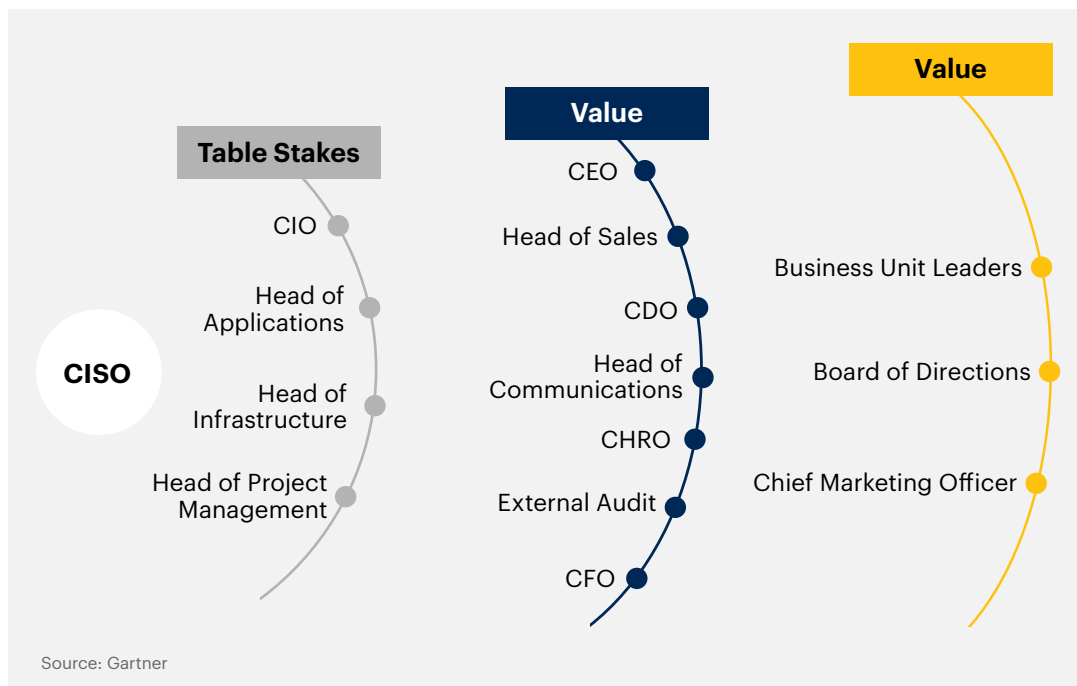 CISO
Table Stakes
CIO
Head of
Applications
Head of
Infrastructure
Head of Project
Management
Value
CEO
Head of Sales
CDO
Head of
Communications
CHRO
External Audit
CFO
Value
Business Unit Leaders
Board of Directions
Chief Marketing Officer
Source: Gartner